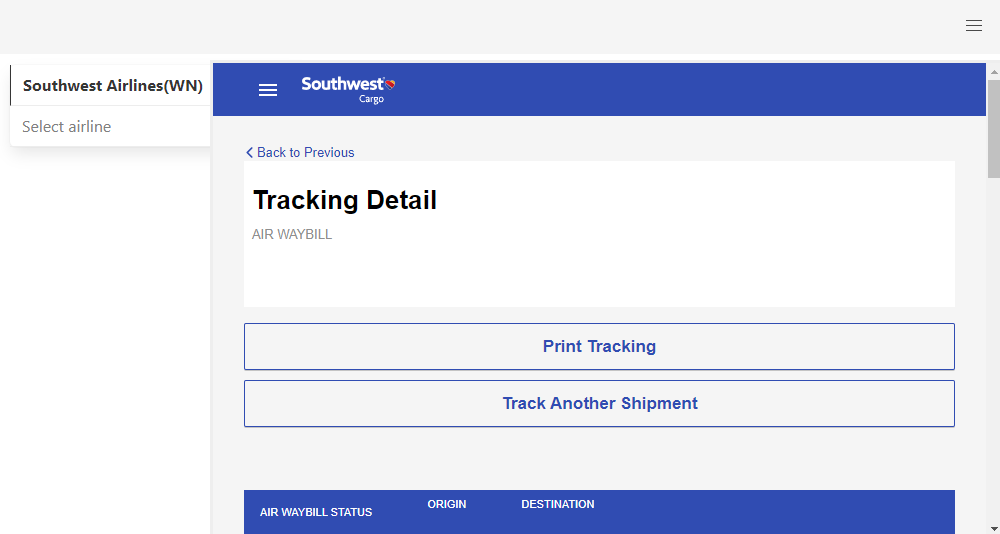 Southwest Airlines(WN)
Select airline
Southwest
Cargo
Back to Previous
Tracking Detail
AIR WAYBILL
Print Tracking
Track Another Shipment
AIR WAYBILL STATUS
ORIGIN
DESTINATION